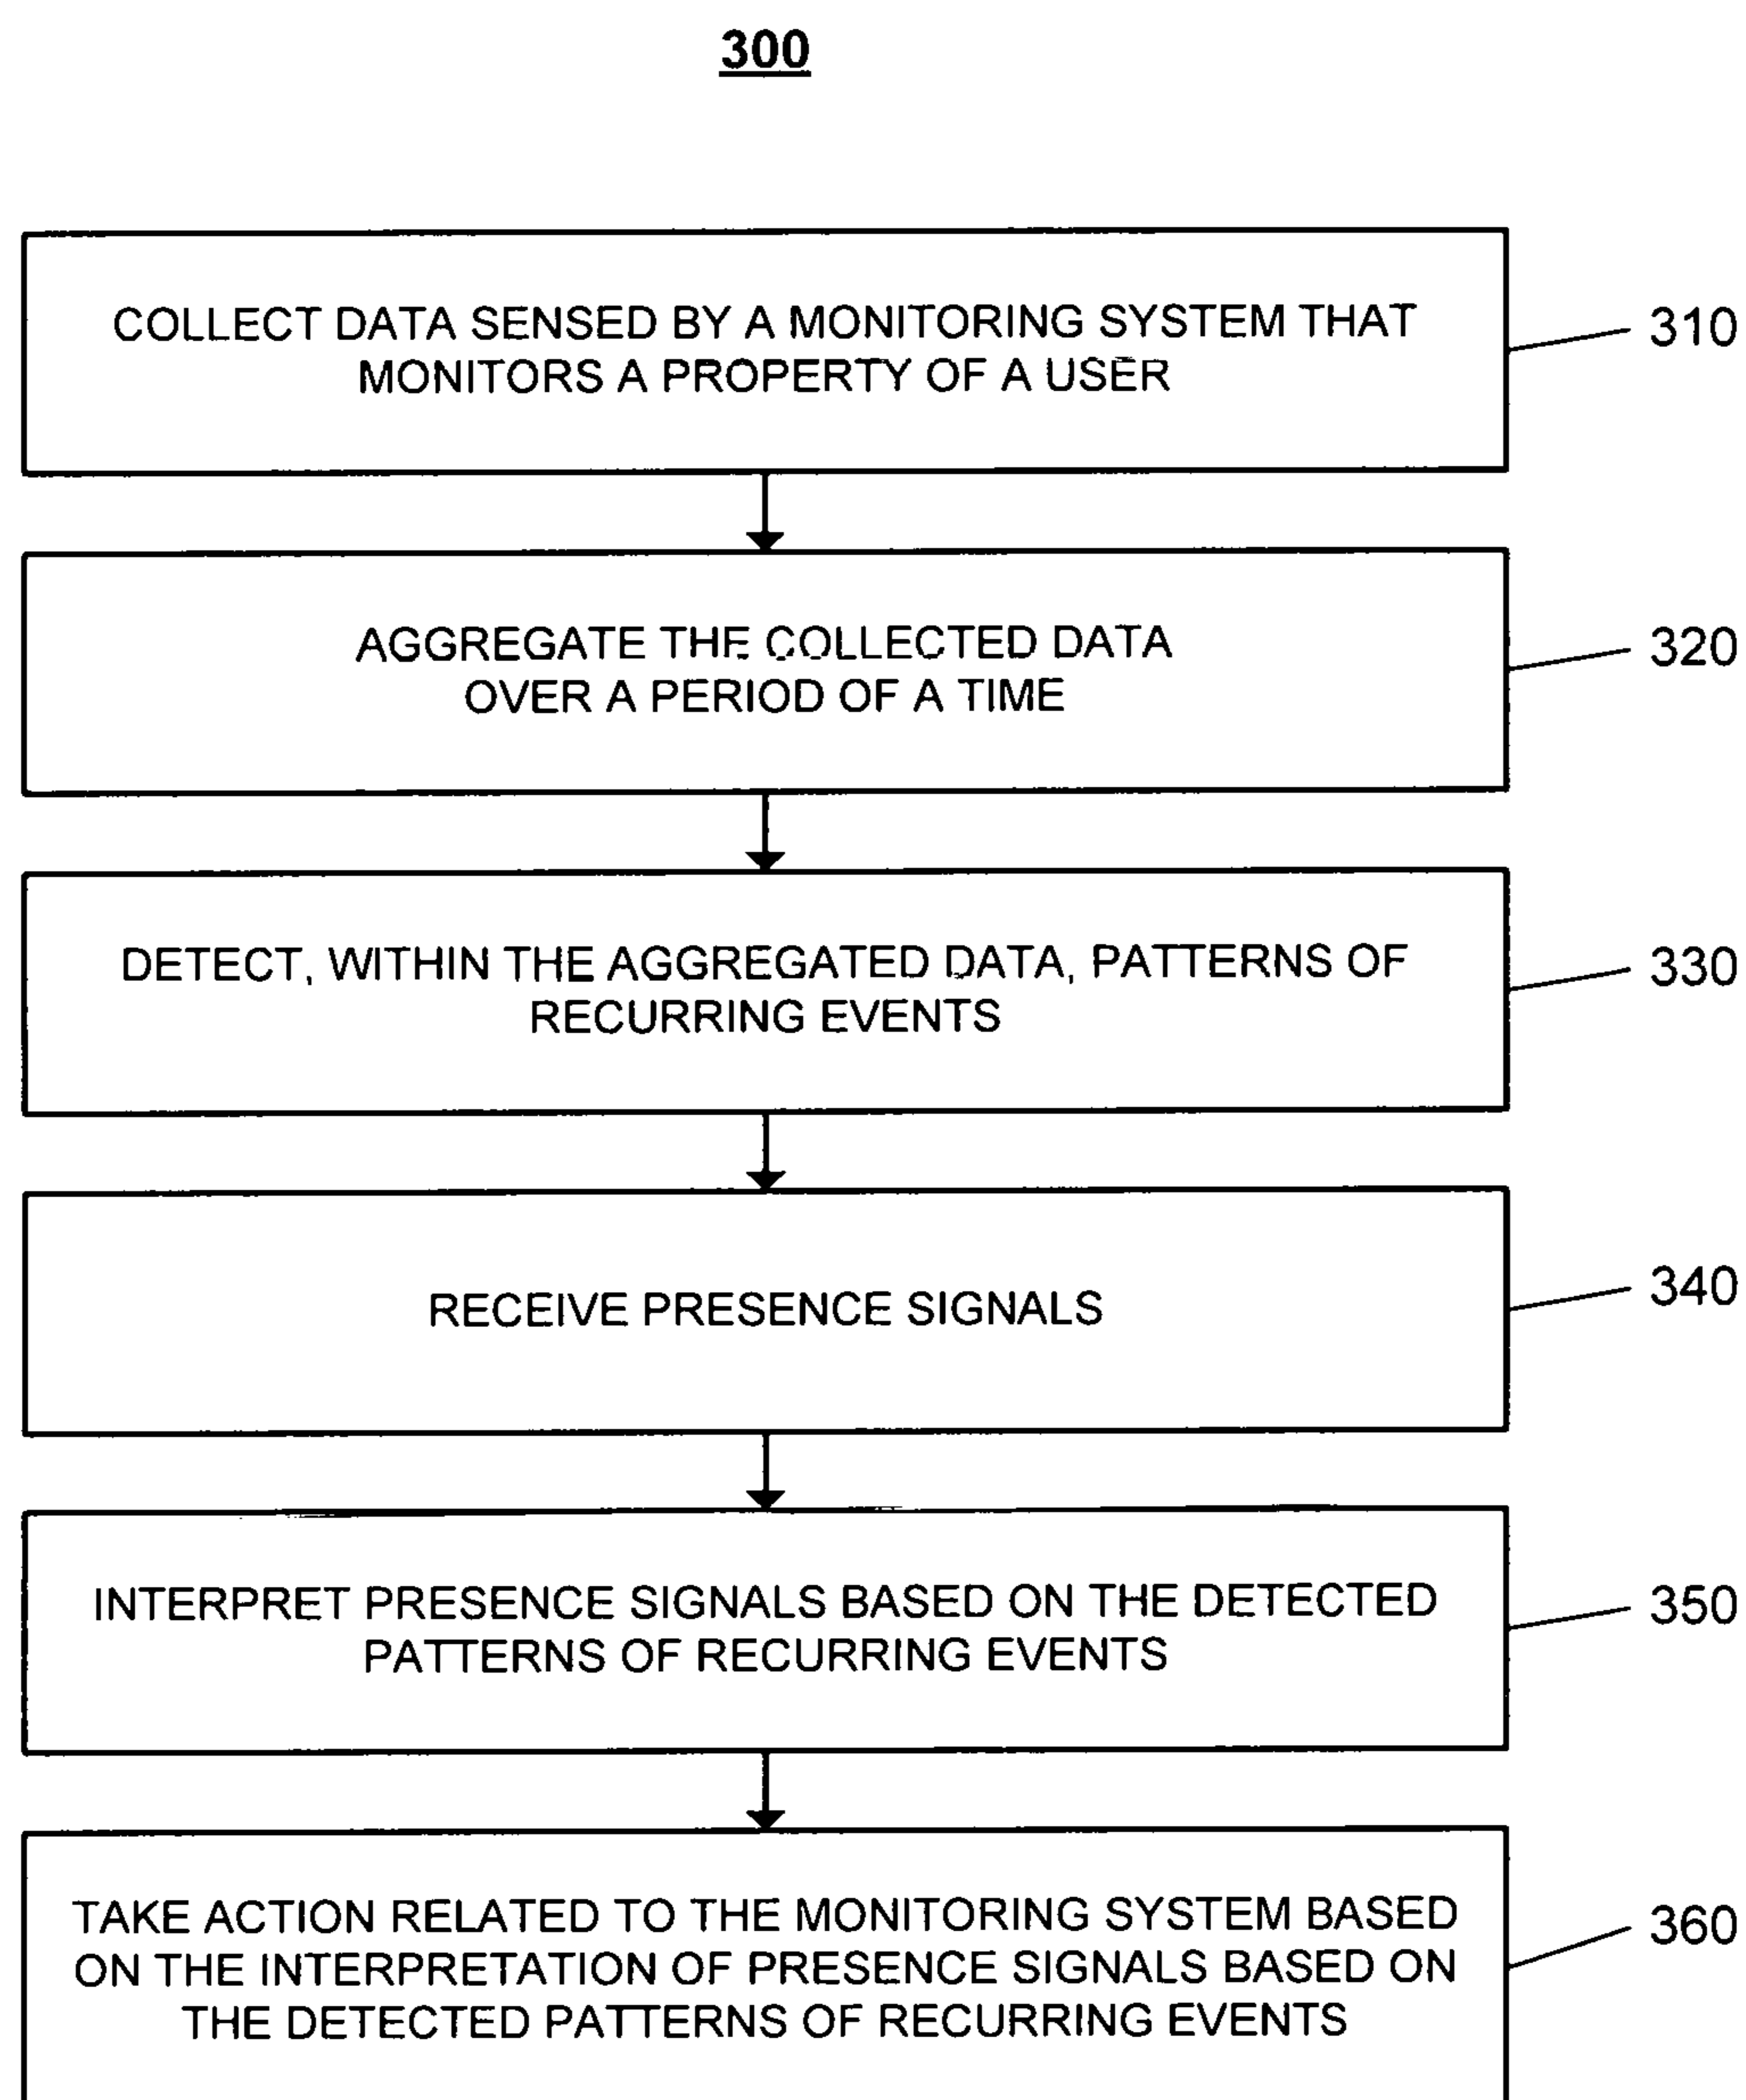 300
COLLECT DATA SENSED BY A MONITORING SYSTEM THAT
MONITORS A PROPERTY OF A USER
310
AGGREGATE THE COLLECTED DATA
OVER A PERIOD OF A TIME
320
DETECT, WITHIN THE AGGREGATED DATA, PATTERNS OF
RECURRING EVENTS
330
RECEIVE PRESENCE SIGNALS
340
INTERPRET PRESENCE SIGNALS BASED ON THE DETECTED
PATTERNS OF RECURRING EVENTS
350
TAKE ACTION RELATED TO THE MONITORING SYSTEM BASED
ON THE INTERPRETATION OF PRESENCE SIGNALS BASED ON
THE DETECTED PATTERNS OF RECURRING EVENTS
360